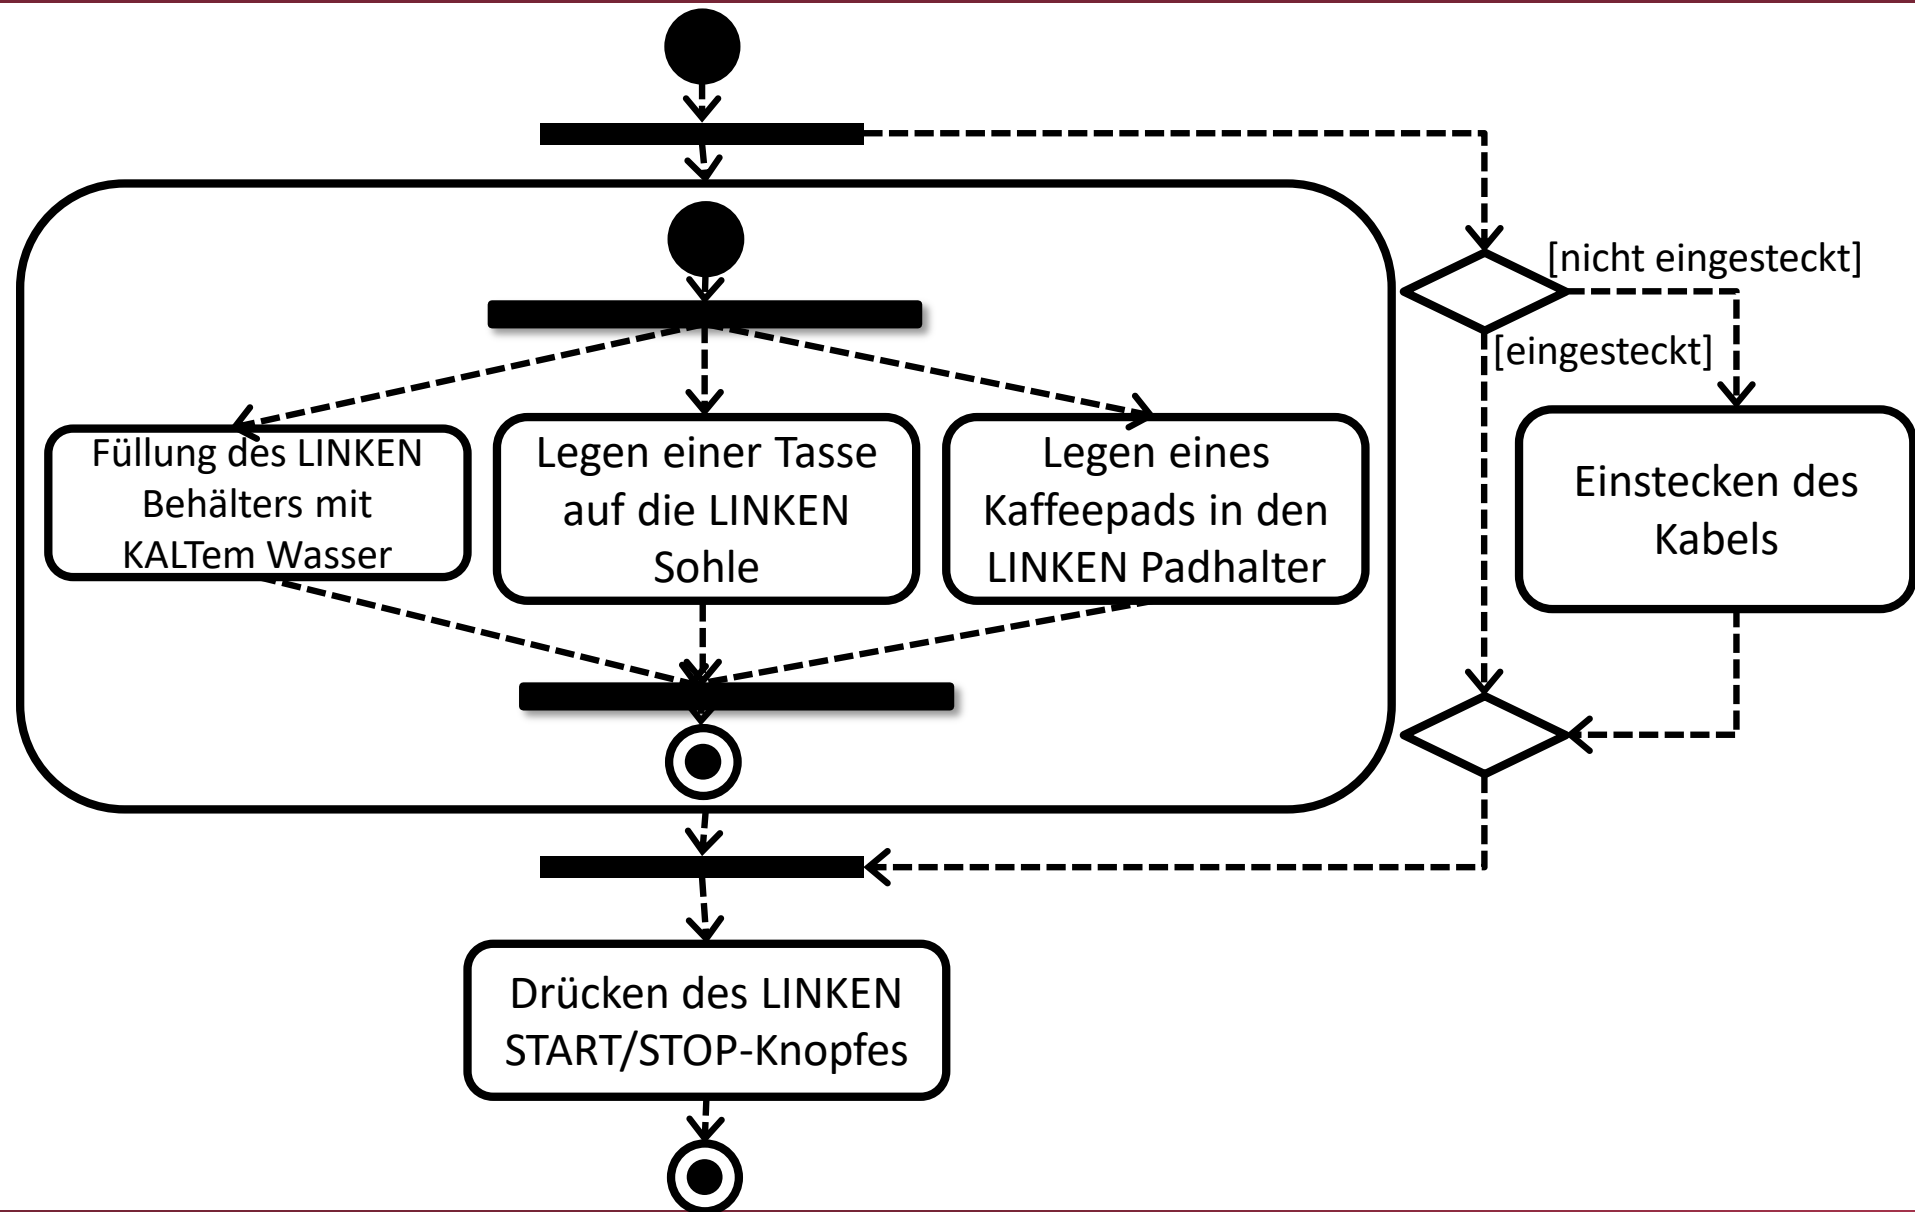 [nicht eingesteckt]
[eingesteckt]
Füllung des LINKEN
Behälters mit
KALTem Wasser
Legen einer Tasse
auf die LINKEN
Sohle
Legen eines
Kaffeepads in den
LINKEN Padhalter
Einstecken des
Kabels
Drücken des LINKEN
START/STOP-Knopfes